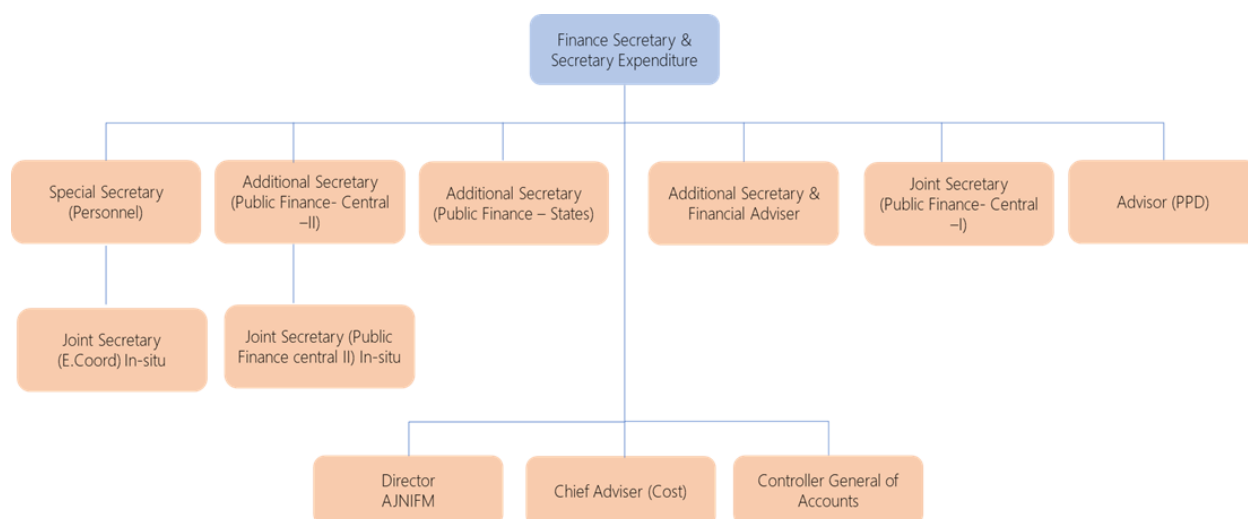 Finance Secretary &
Secretary Expenditure
Special Secretary
(Personnel)
Additional Secretary
(Public Finance- Central
–II)
Additional Secretary
(Public Finance – States)
Additional Secretary &
Financial Adviser
Joint Secretary
(Public Finance- Central
–I)
Advisor (PPD)
Joint Secretary
(E.Coord) In-situ
Joint Secretary (Public
Finance central II) In-situ
Director
AJNIFM
Chief Adviser (Cost)
Controller General of
Accounts